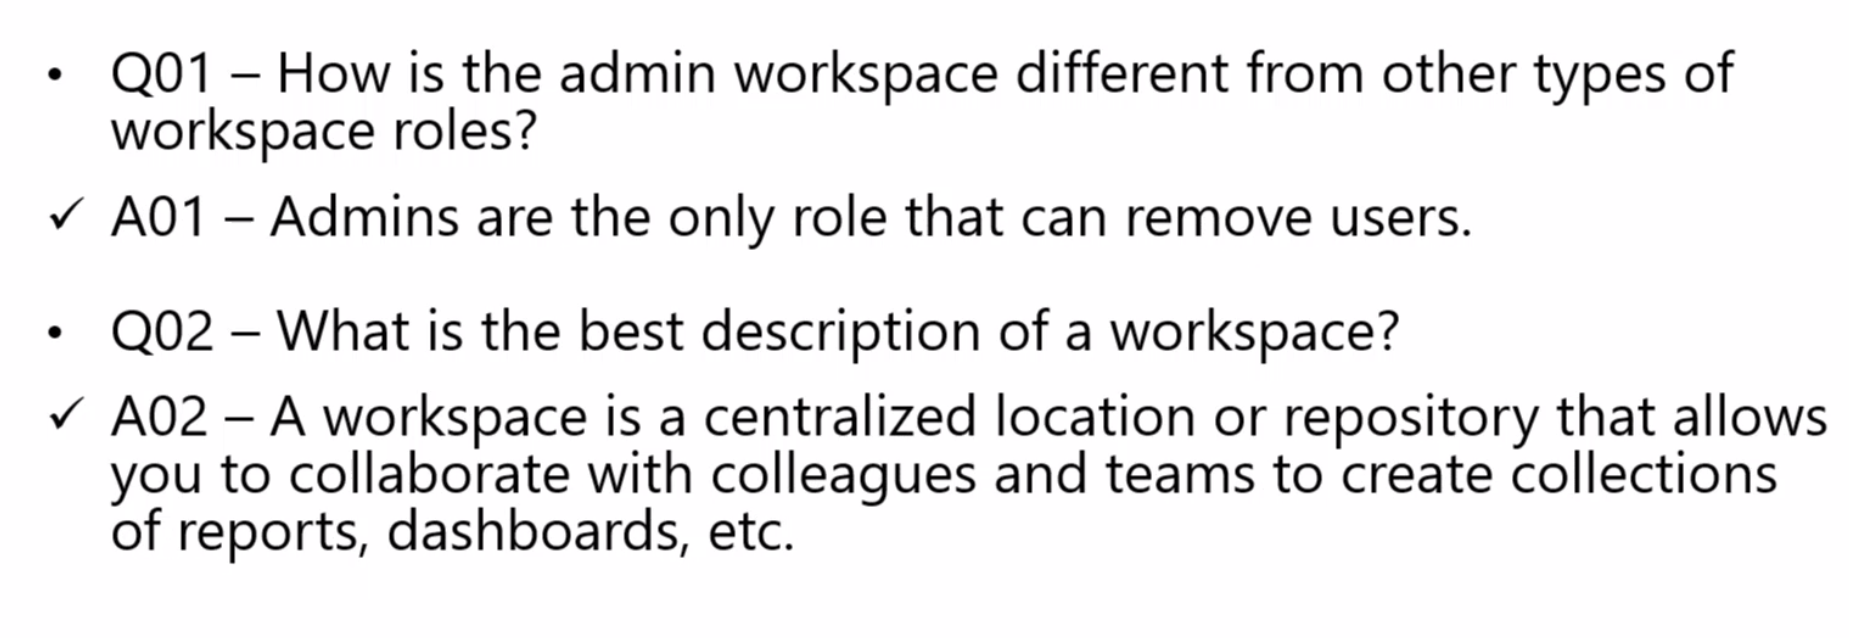 • Q01 – How is the admin workspace different from other types of
workspace roles?
✓ A01 – Admins are the only role that can remove users.
• Q02 – What is the best description of a workspace?
✓ A02 – A workspace is a centralized location or repository that allows
you to collaborate with colleagues and teams to create collections
of reports, dashboards, etc.